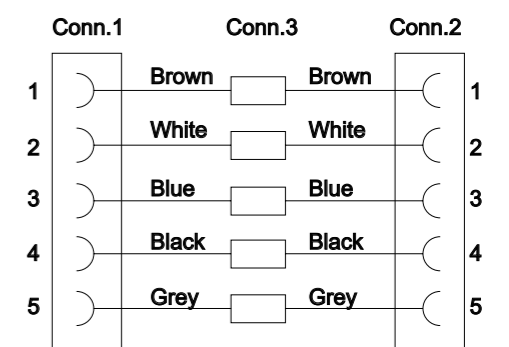 Conn.1 Conn.3 Conn.2
Brown Brown
1 1
White White
2 2
Blue Blue
3 3
Black Black
4 4
Grey Grey
5 5